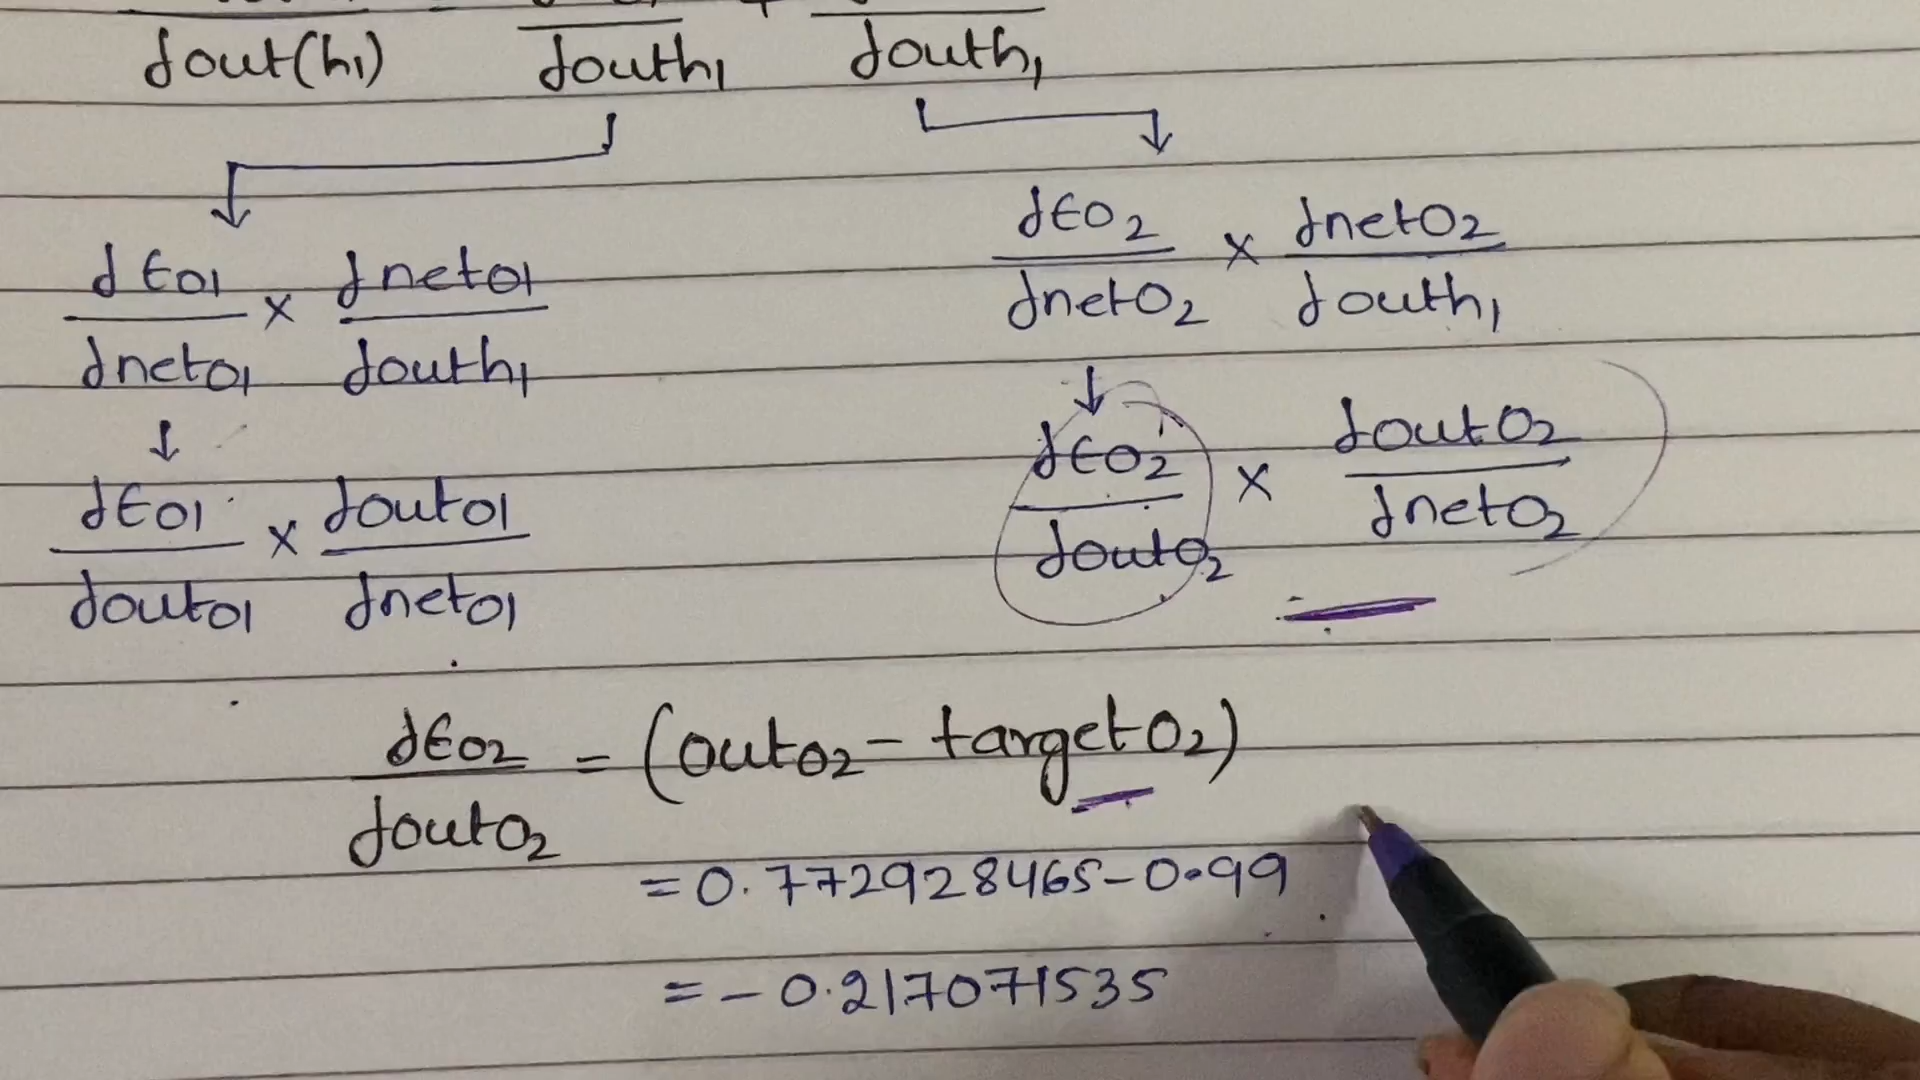 ∂out(h1) ∂outh1 ∂outh1
∂EO1/∂netO1 × ∂netO1/∂outh1
∂EO2/∂netO2 × ∂netO2/∂outh1
∂EO1/∂outO1 × ∂outO1/∂netO1
∂EO2/∂outO2 × ∂outO2/∂netO2
∂EO2/∂outO2 = (outO2 - targetO2)
= 0.772928465 - 0.99
= - 0.217071535